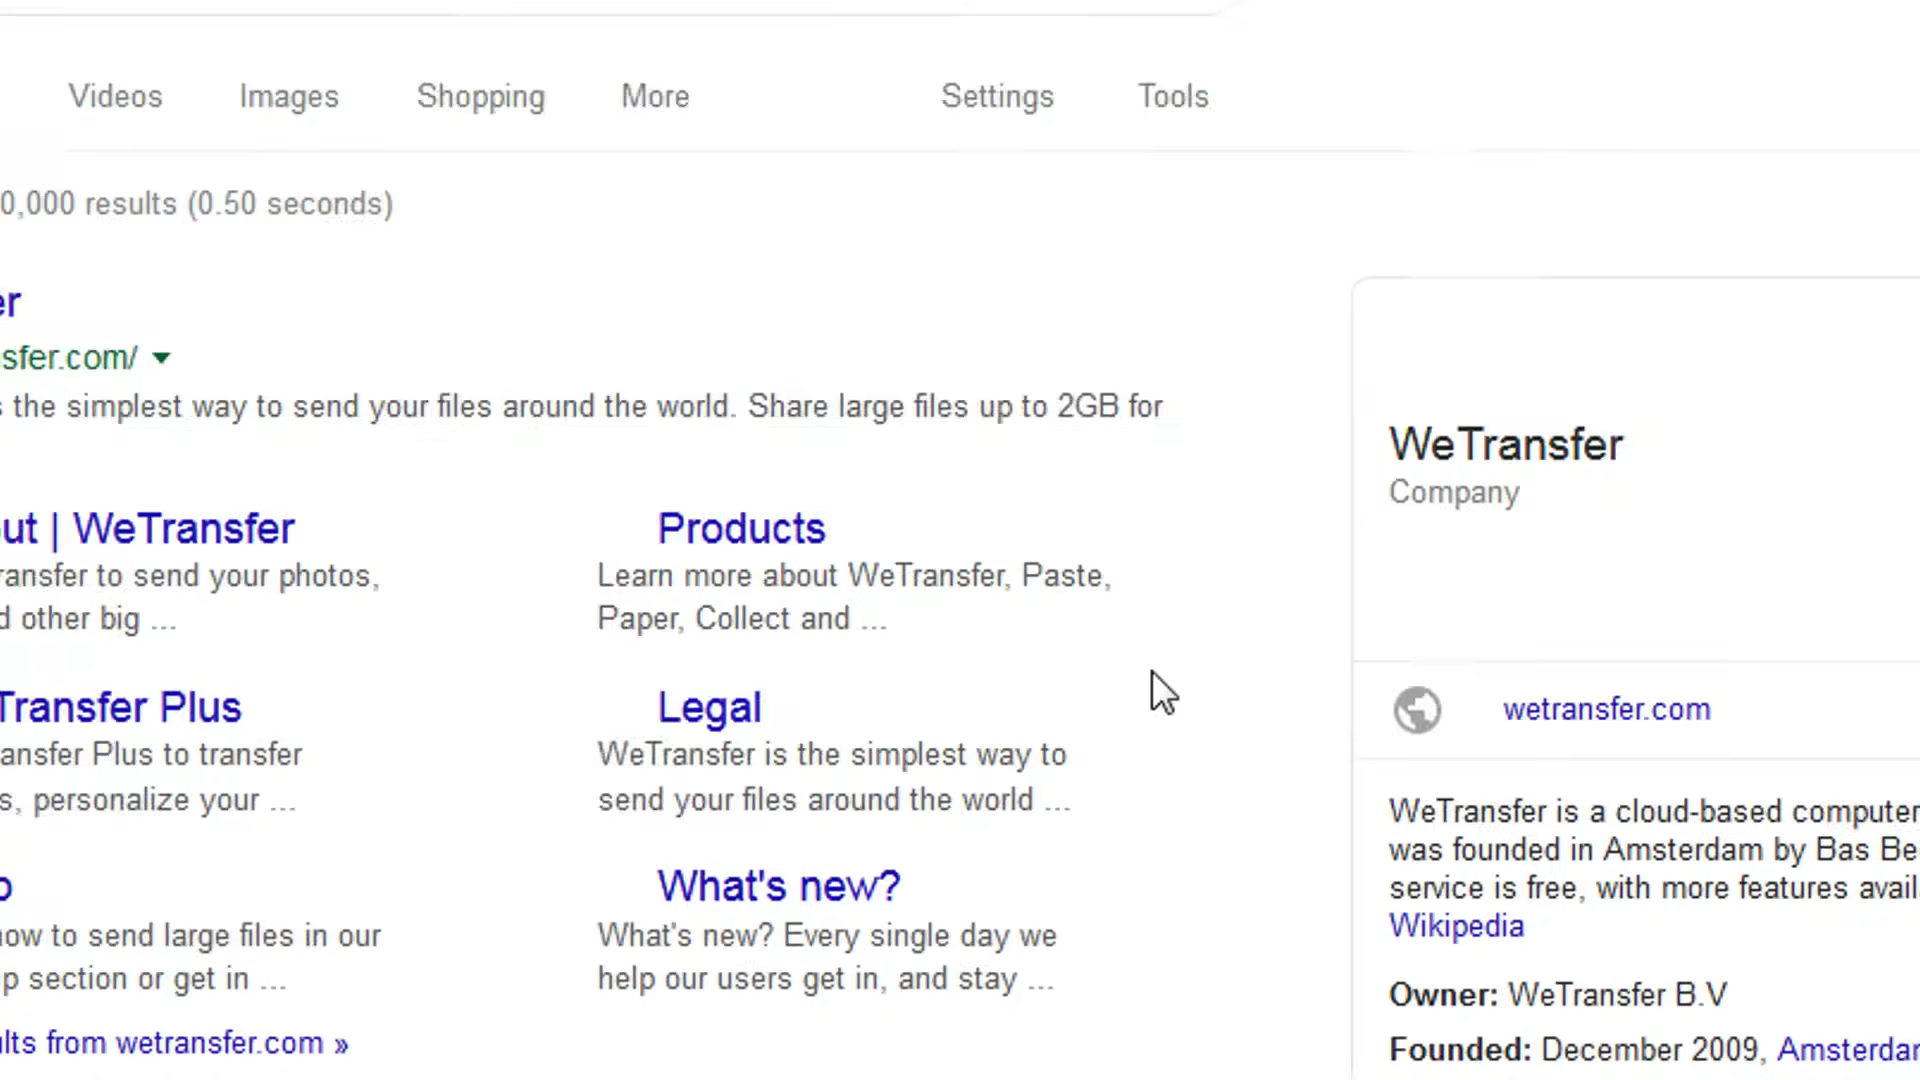 Videos Images Shopping More Settings Tools
0,000 results (0.50 seconds)
er
sfer.com/
s the simplest way to send your files around the world. Share large files up to 2GB for
out | WeTransfer
ransfer to send your photos,
d other big ...
Products
Learn more about WeTransfer, Paste,
Paper, Collect and ...
Transfer Plus
ansfer Plus to transfer
s, personalize your ...
Legal
WeTransfer is the simplest way to
send your files around the world ...
p
now to send large files in our
p section or get in ...
What's new?
What's new? Every single day we
help our users get in, and stay ...
ults from wetransfer.com »
WeTransfer
Company
wetransfer.com
WeTransfer is a cloud-based computer
was founded in Amsterdam by Bas Be
service is free, with more features avail
Wikipedia
Owner: WeTransfer B.V
Founded: December 2009, Amsterdam